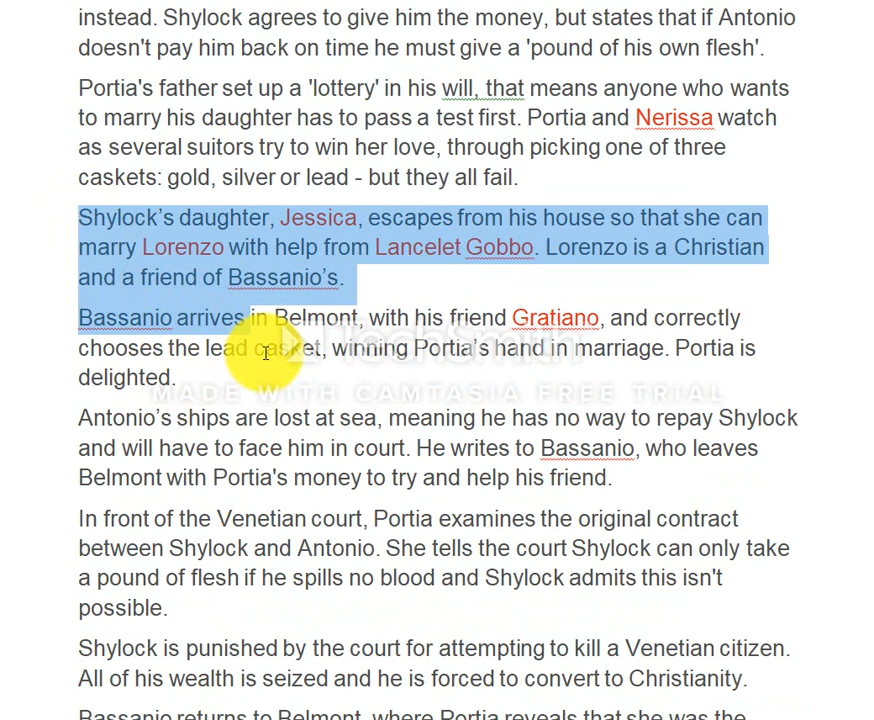 instead. Shylock agrees to give him the money, but states that if Antonio
doesn't pay him back on time he must give a 'pound of his own flesh'.
Portia's father set up a 'lottery' in his will, that means anyone who wants
to marry his daughter has to pass a test first. Portia and Nerissa watch
as several suitors try to win her love, through picking one of three
caskets: gold, silver or lead - but they all fail.
Shylock's daughter, Jessica, escapes from his house so that she can
marry Lorenzo with help from Lancelet Gobbo. Lorenzo is a Christian
and a friend of Bassanio's.
Bassanio arrives in Belmont, with his friend Gratiano, and correctly
chooses the lead casket, winning Portia's hand in marriage. Portia is
delighted.
TechSmith
MADE WITH CAMTASIA FREE TRIAL
Antonio's ships are lost at sea, meaning he has no way to repay Shylock
and will have to face him in court. He writes to Bassanio, who leaves
Belmont with Portia's money to try and help his friend.
In front of the Venetian court, Portia examines the original contract
between Shylock and Antonio. She tells the court Shylock can only take
a pound of flesh if he spills no blood and Shylock admits this isn't
possible.
Shylock is punished by the court for attempting to kill a Venetian citizen.
All of his wealth is seized and he is forced to convert to Christianity.
Bassanio returns to Belmont, where Portia reveals that she was the